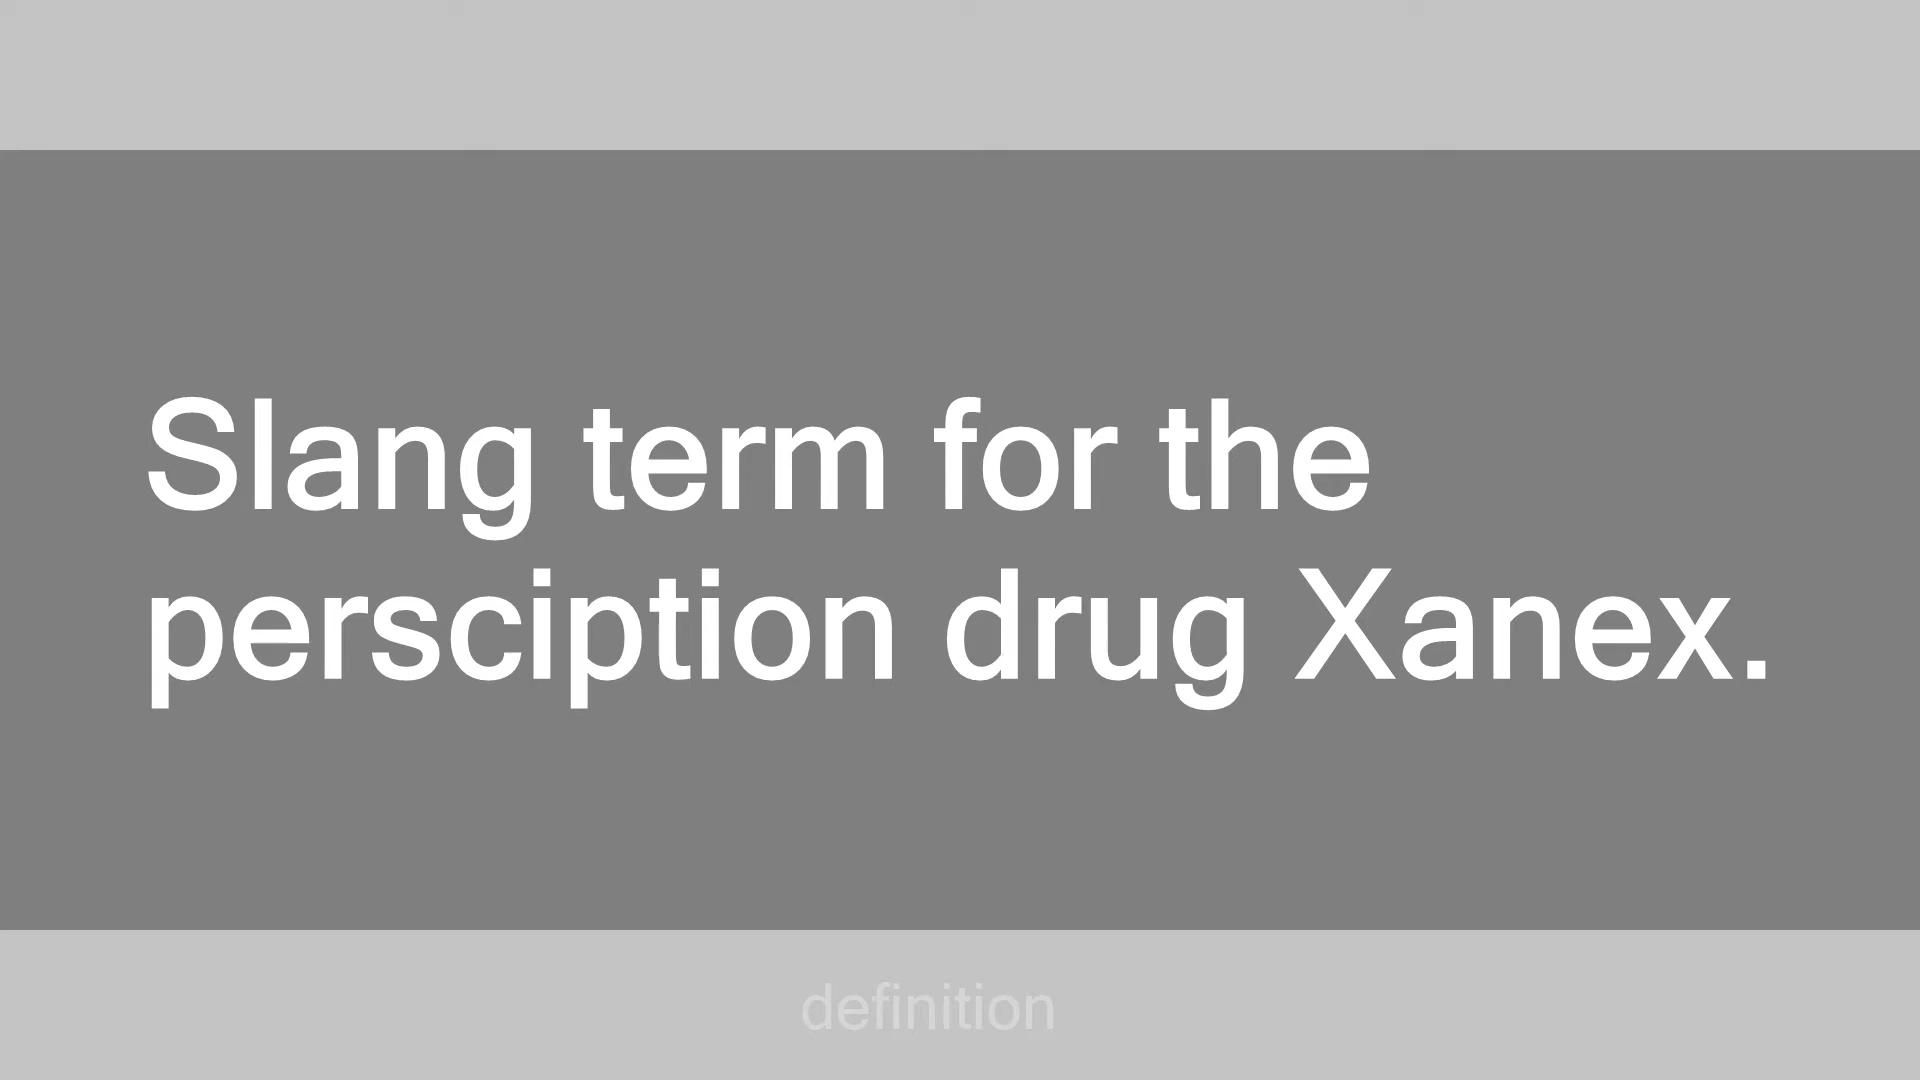 Slang term for the
persciption drug Xanex.
definition